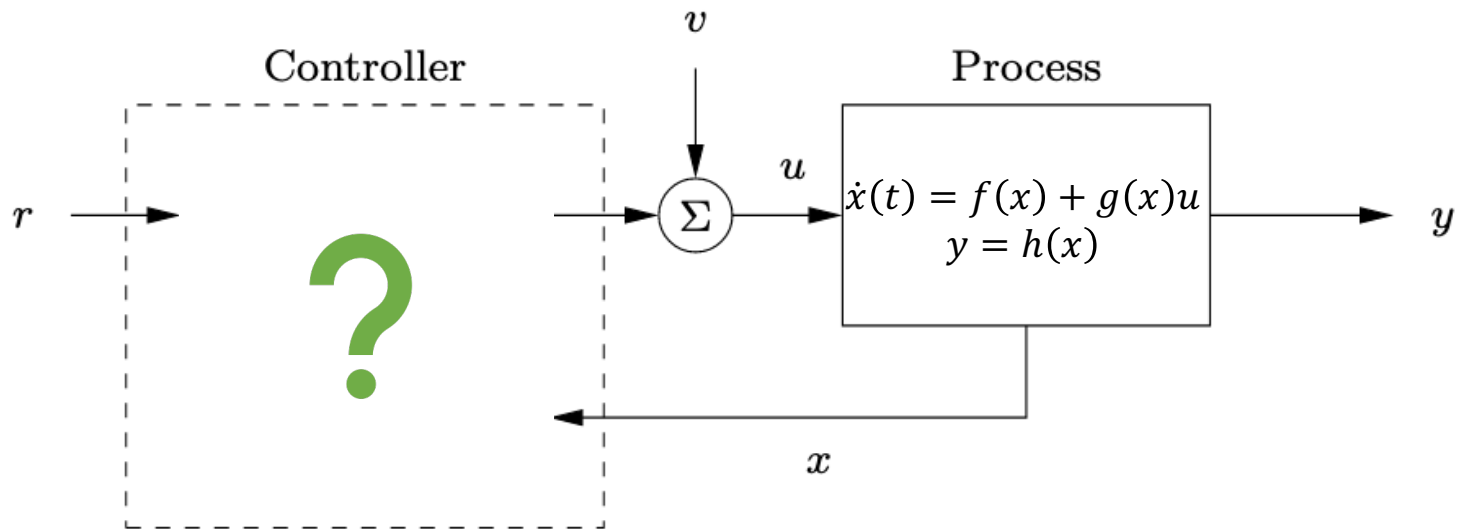 v
Controller
Process
r
?
Σ
u
ẋ(t) = f(x) + g(x)u
y = h(x)
y
x